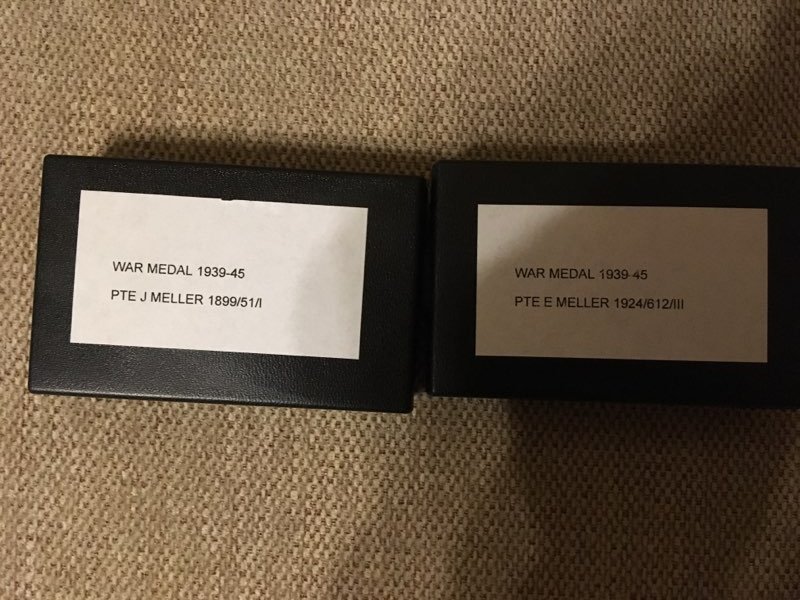 WAR MEDAL 1939-45
PTE J MELLER 1899/51/I
WAR MEDAL 1939-45
PTE E MELLER 1924/612/III